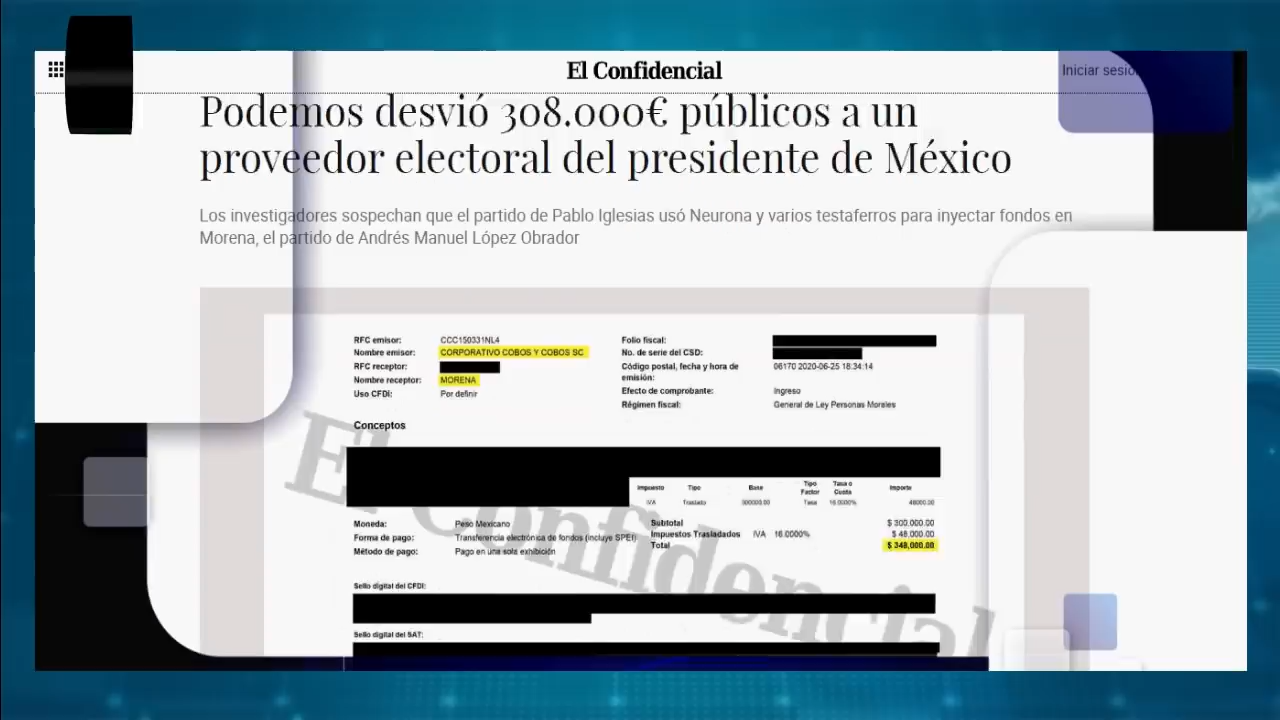 El Confidencial
Iniciar sesió
Podemos desvió 308.000€ públicos a un
proveedor electoral del presidente de México
Los investigadores sospechan que el partido de Pablo Iglesias usó Neurona y varios testaferros para inyectar fondos en
Morena, el partido de Andrés Manuel López Obrador
RFC emisor: CCC150331NL4
Nombre emisor: CORPORATIVO COBOS Y COBOS SC
RFC receptor:
Nombre receptor: MORENA
Uso CFDI: Por definir
Folio fiscal:
No. de serie del CSD:
Código postal, fecha y hora de 06170 2020-06-25 18:34:14
emisión:
Efecto de comprobante: Ingreso
Régimen fiscal: General de Ley Personas Morales
Conceptos
Impuesto Tipo Base Tipo Factor Tasa o Cuota Importe
IVA Traslado 300000.00 Tasa 16.0000% 48000.00
Moneda: Peso Mexicano
Forma de pago: Transferencia electrónica de fondos (incluye SPEI)
Método de pago: Pago en una sola exhibición
Subtotal $ 300,000.00
Impuestos Trasladados IVA 16.0000% $ 48,000.00
Total $ 348,000.00
Sello digital del CFDI:
Sello digital del SAT:
El Confidencial